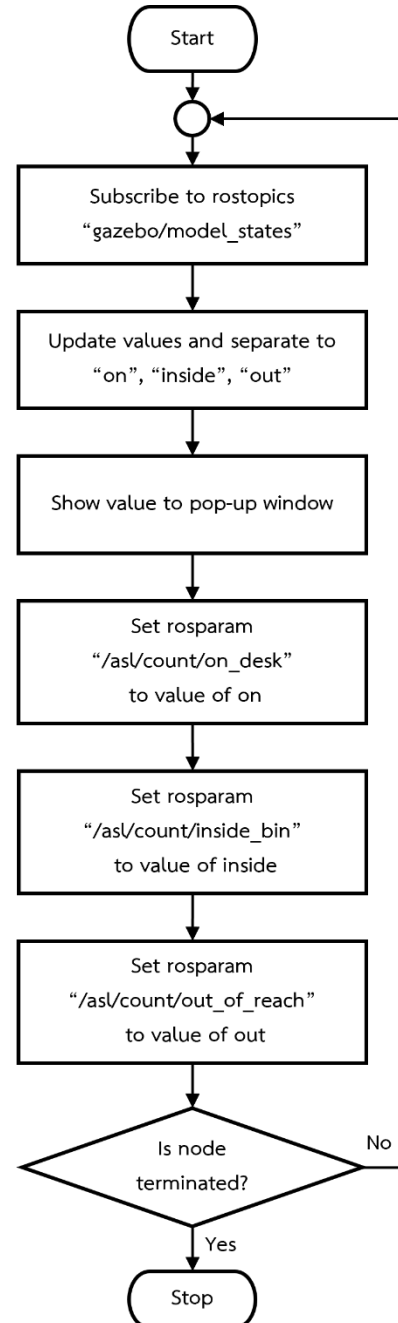 Start
Subscribe to rostopics
“gazebo/model_states”
Update values and separate to
“on”, “inside”, “out”
Show value to pop-up window
Set rosparam
“/asl/count/on_desk”
to value of on
Set rosparam
“/asl/count/inside_bin”
to value of inside
Set rosparam
“/asl/count/out_of_reach”
to value of out
Is node
terminated?
No
Yes
Stop